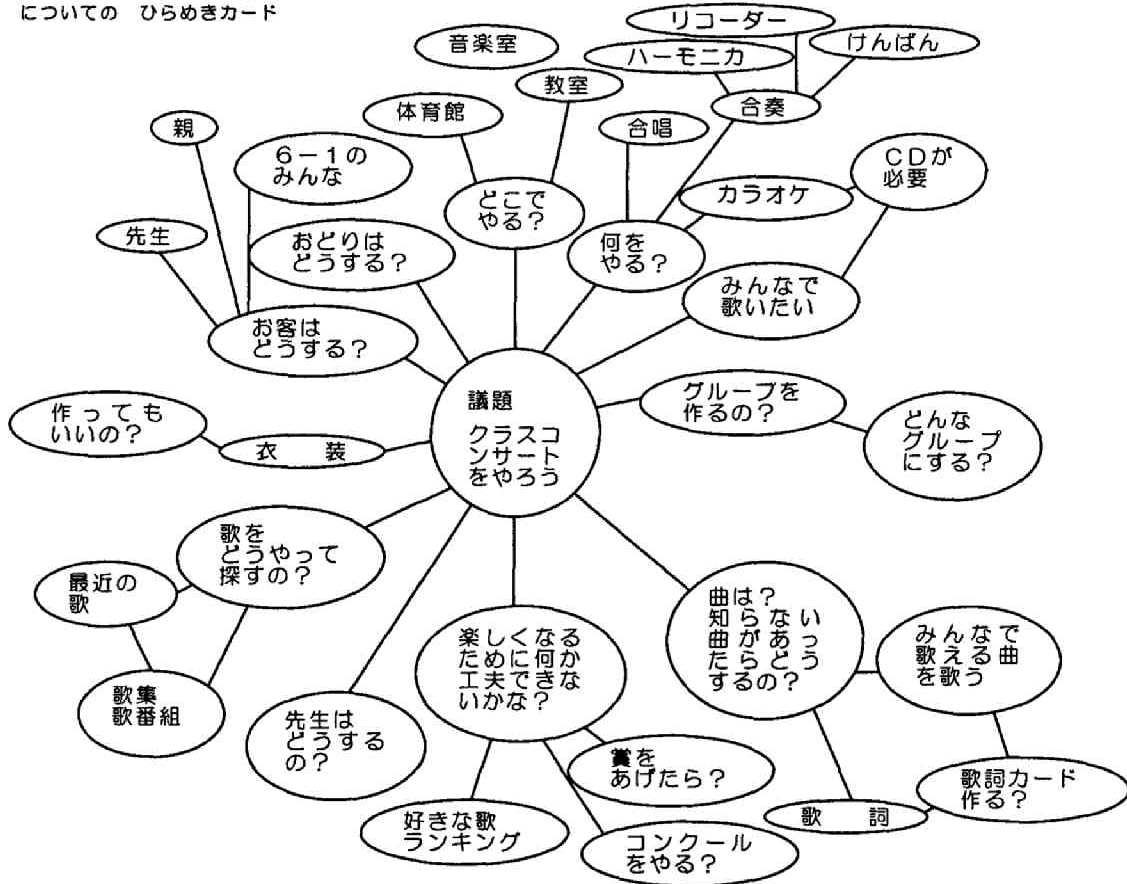 についての　ひらめきカード
リコーダー
ハーモニカ
けんばん
音楽室
教室
体育館
合奏
合唱
親
６－１の
みんな
ＣＤが
必要
カラオケ
どこで
やる？
先生
おどりは
どうする？
何を
やる？
みんなで
歌いたい
お客は
どうする？
議題
クラスコ
ンサート
をやろう
グループを
作るの？
どんな
グループ
にする？
作っても
いいの？
衣　装
歌を
どうやって
探すの？
最近の
歌
歌集
歌番組
先生は
どうする
の？
楽しくなる
ために何か
工夫できな
いかな？
曲は？
知らない
曲があっ
たらどう
するの？
みんなで
歌える曲
を歌う
賞を
あげたら？
歌詞カード
作る？
歌　詞
好きな歌
ランキング
コンクール
をやる？